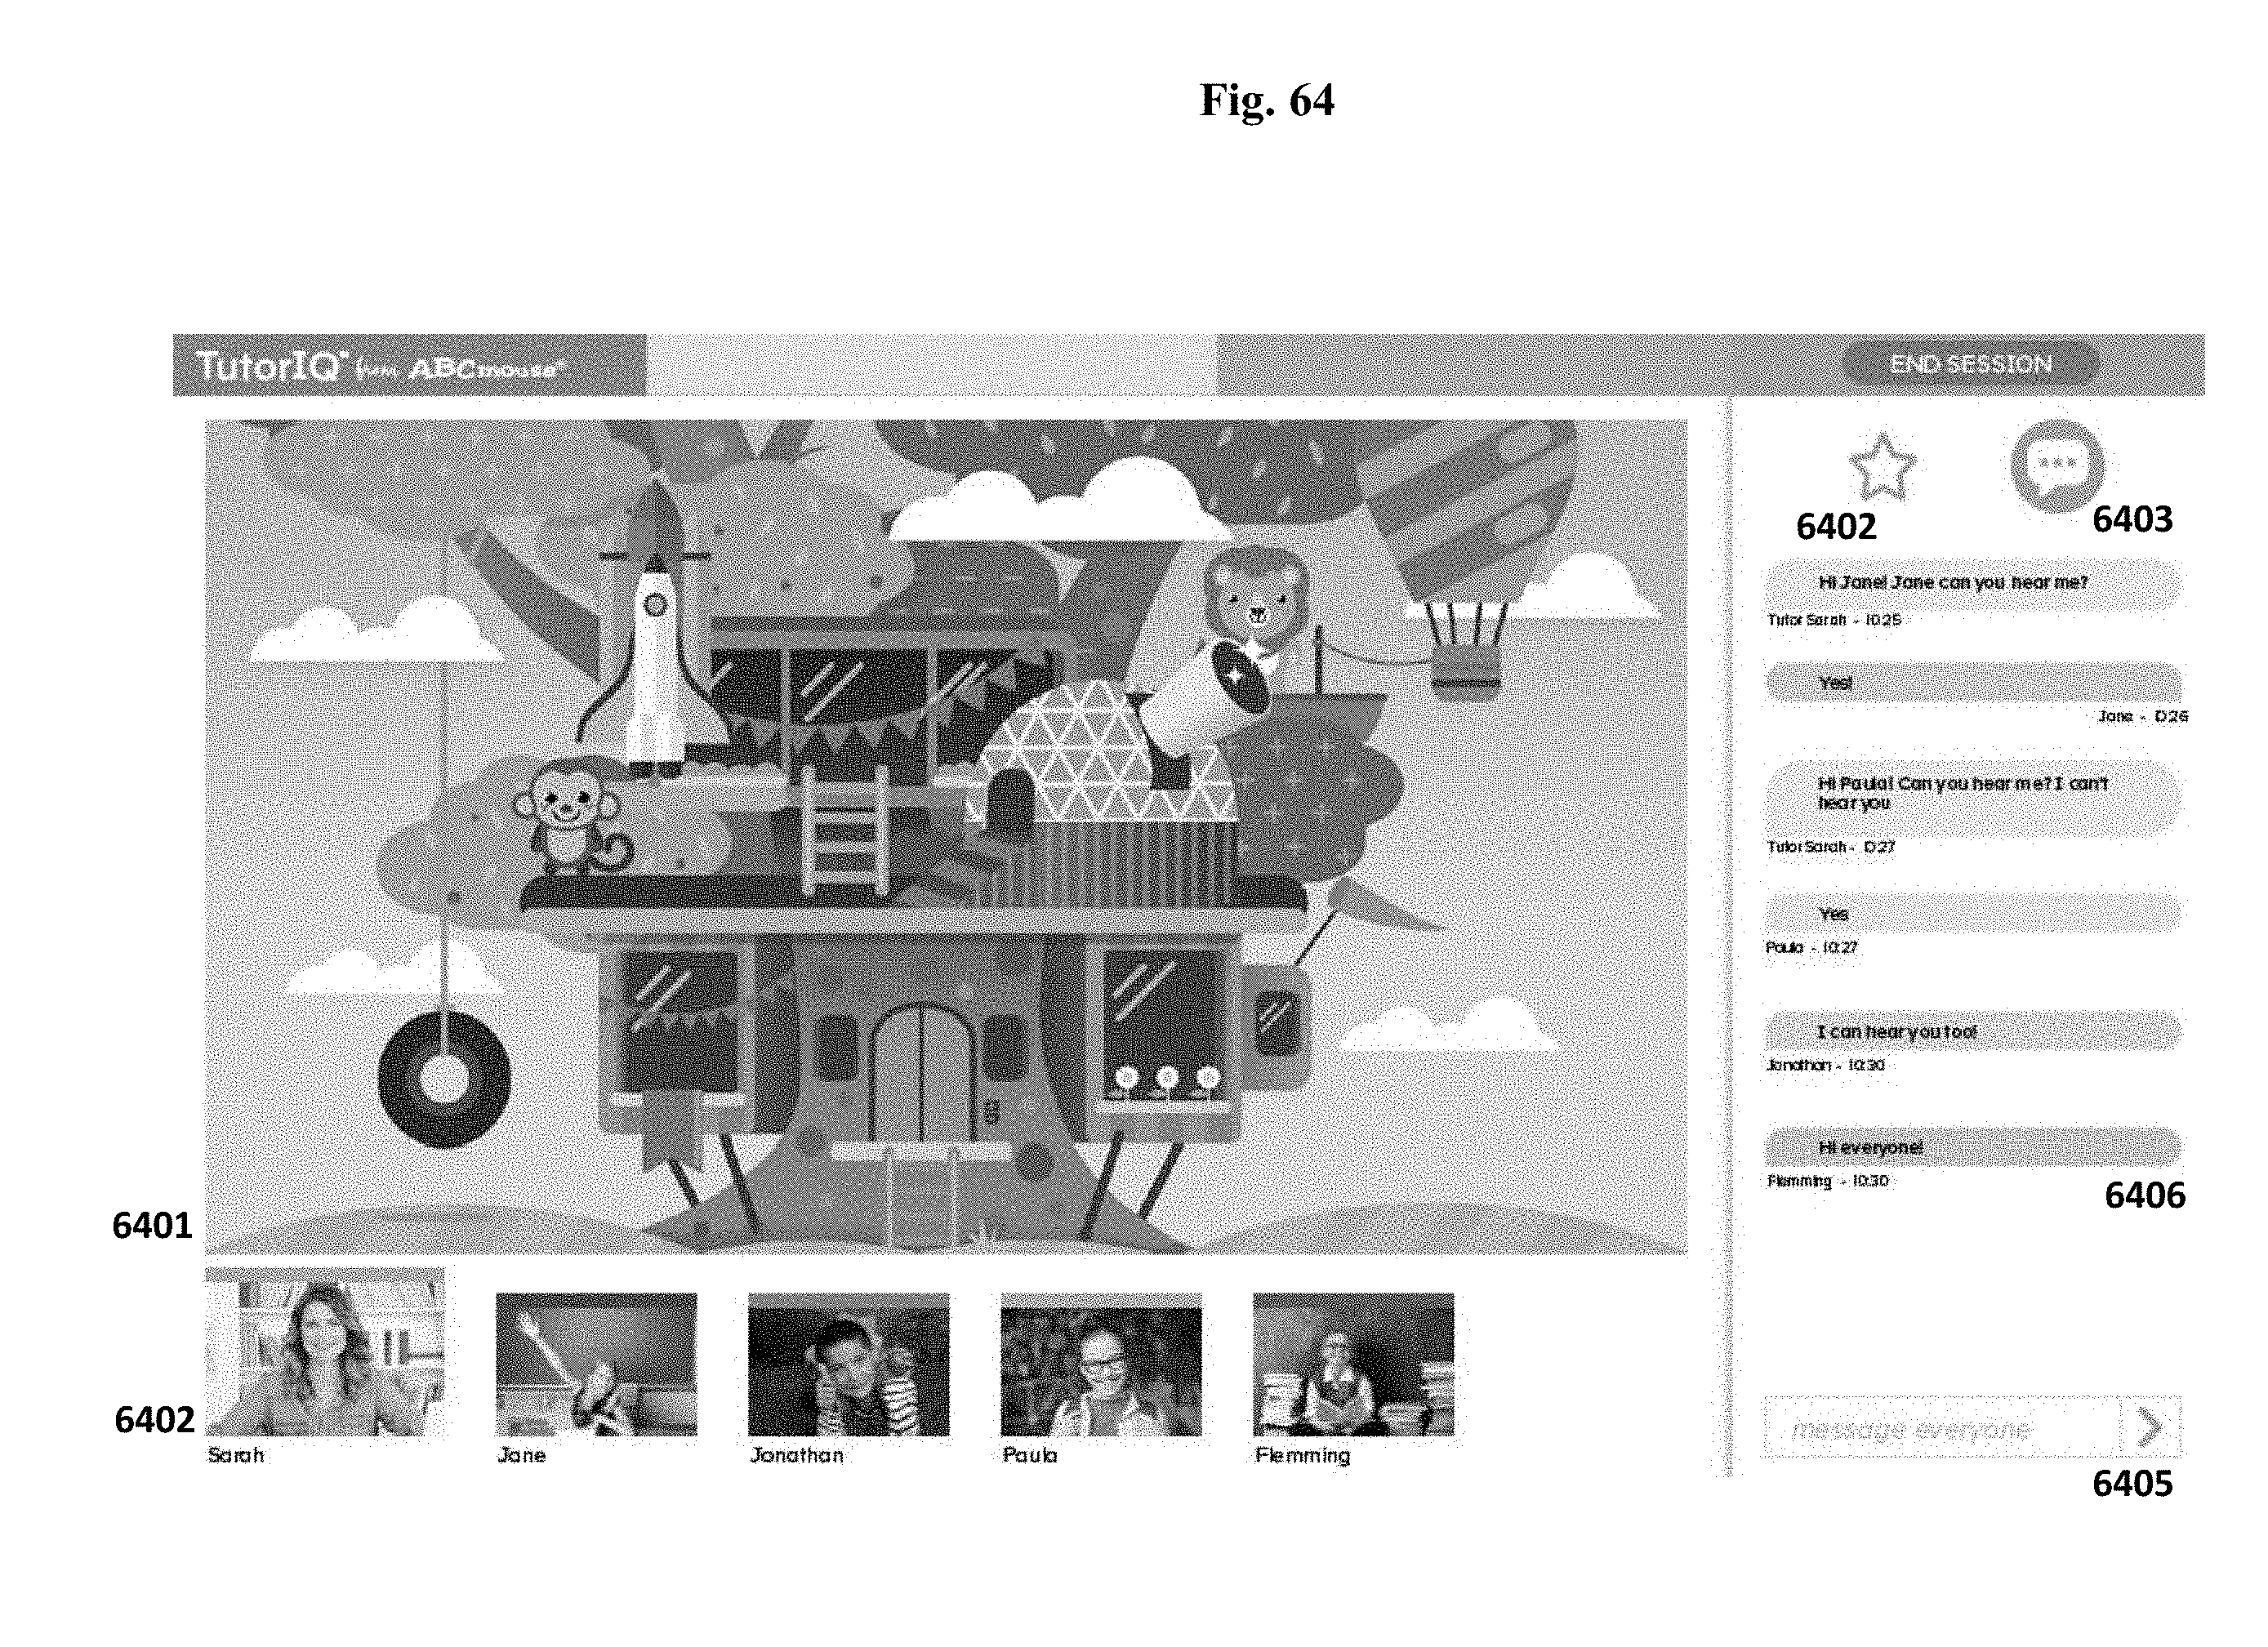 Fig. 64
TutorIQ™ from ABCmouse®
END SESSION
6402
6403
Hi Jane! Jane can you hear me?
Tutor Sarah - 10:25
Yes!
Jane - 10:26
Hi Paula! Can you hear me? I can't
hear you
Tutor Sarah - 10:27
Yes
Paula - 10:27
I can hear you too!
Jonathan - 10:30
Hi everyone!
Flemming - 10:30
6406
6401
6402
Sarah
Jane
Jonathan
Paula
Flemming
message everyone
6405